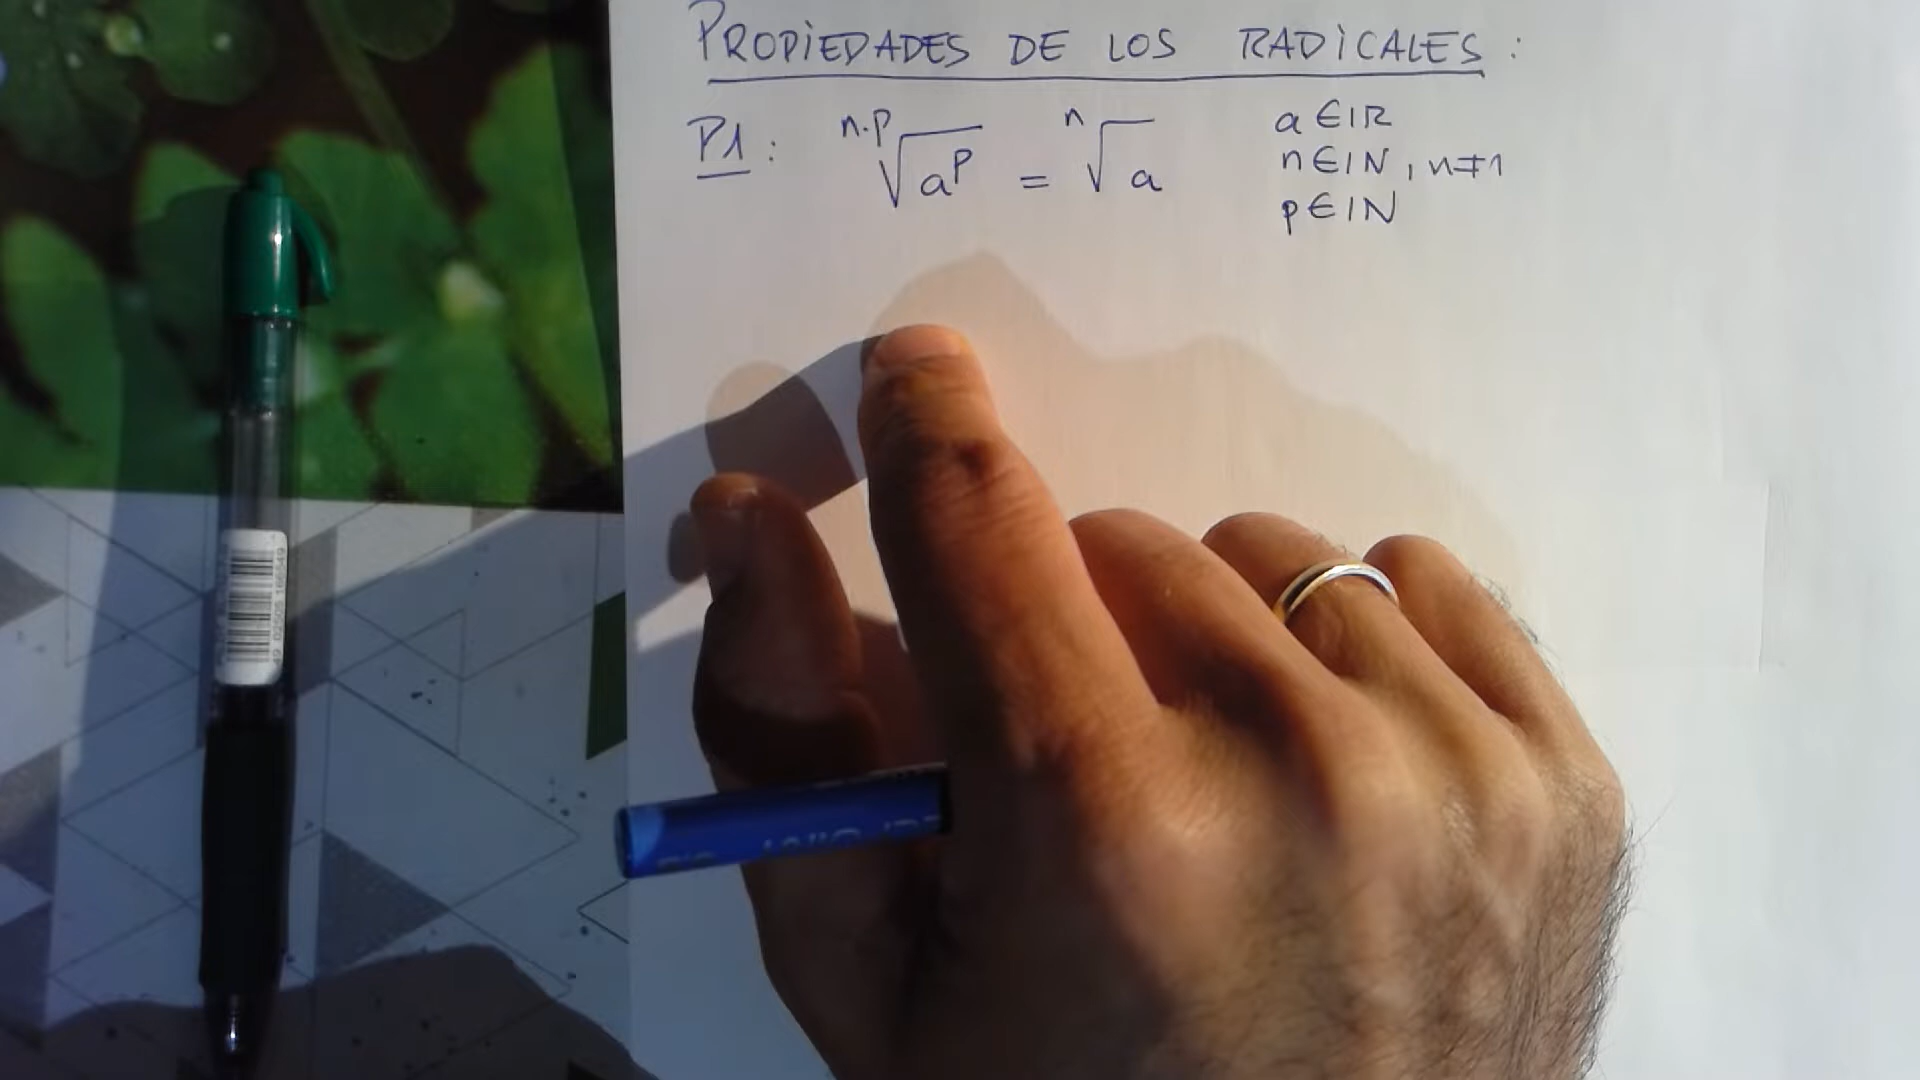 PROPIEDADES DE LOS RADICALES :
P1 : ⁿ·ᵖ√aᵖ = ⁿ√a
a ∈ ℝ
n ∈ ℕ, n ≠ 1
p ∈ ℕ